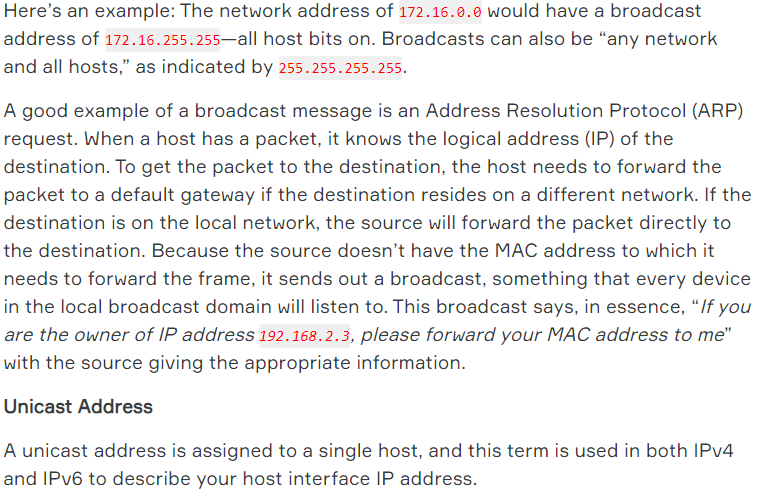 Here’s an example: The network address of 172.16.0.0 would have a broadcast
address of 172.16.255.255—all host bits on. Broadcasts can also be “any network
and all hosts,” as indicated by 255.255.255.255.
A good example of a broadcast message is an Address Resolution Protocol (ARP)
request. When a host has a packet, it knows the logical address (IP) of the
destination. To get the packet to the destination, the host needs to forward the
packet to a default gateway if the destination resides on a different network. If the
destination is on the local network, the source will forward the packet directly to
the destination. Because the source doesn’t have the MAC address to which it
needs to forward the frame, it sends out a broadcast, something that every device
in the local broadcast domain will listen to. This broadcast says, in essence, “If you
are the owner of IP address 192.168.2.3, please forward your MAC address to me”
with the source giving the appropriate information.
Unicast Address
A unicast address is assigned to a single host, and this term is used in both IPv4
and IPv6 to describe your host interface IP address.